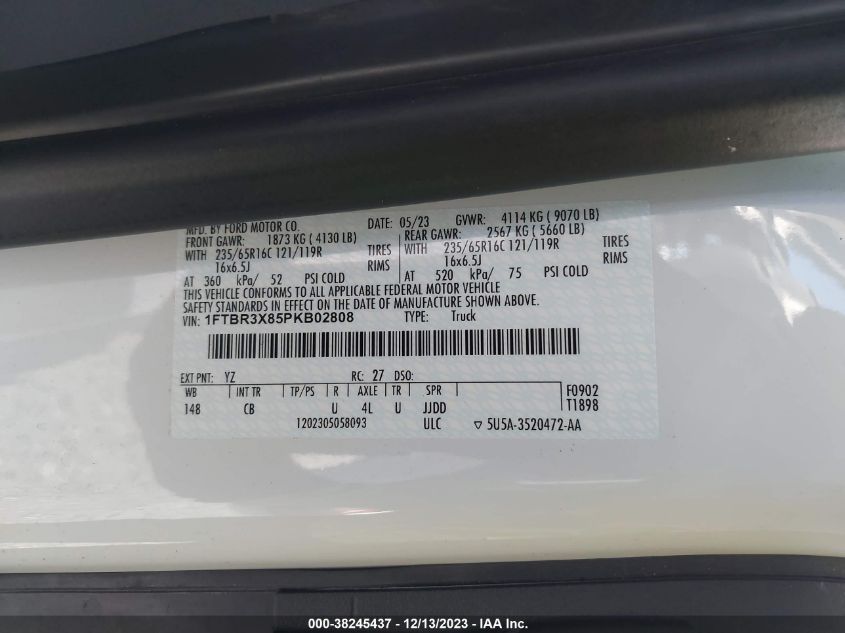 MFD. BY FORD MOTOR CO. DATE: 05/23 GVWR: 4114 KG ( 9070 LB)
FRONT GAWR: 1873 KG ( 4130 LB) REAR GAWR: 2567 KG ( 5660 LB)
WITH 235/65R16C 121/119R TIRES WITH 235/65R16C 121/119R TIRES
16x6.5J RIMS 16x6.5J RIMS
AT 360 kPa/ 52 PSI COLD AT 520 kPa/ 75 PSI COLD
THIS VEHICLE CONFORMS TO ALL APPLICABLE FEDERAL MOTOR VEHICLE
SAFETY STANDARDS IN EFFECT ON THE DATE OF MANUFACTURE SHOWN ABOVE.
VIN: 1FTBR3X85PKB02808 TYPE: Truck
EXT PNT: YZ RC: 27 DSO:
WB INT TR TP/PS R AXLE TR SPR F0902
148 CB U 4L U JJDD T1898
1202305058093 ULC ▽ 5U5A-3520472-AA
000-38245437 - 12/13/2023 - IAA Inc.